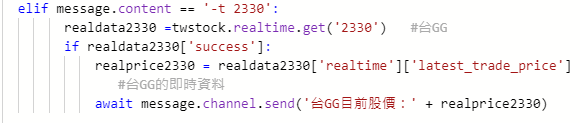 elif message.content == '-t 2330':
realdata2330 =twstock.realtime.get('2330')   #台GG
if realdata2330['success']:
realprice2330 = realdata2330['realtime']['latest_trade_price']
#台GG的即時資料
await message.channel.send('台GG目前股價：' + realprice2330)